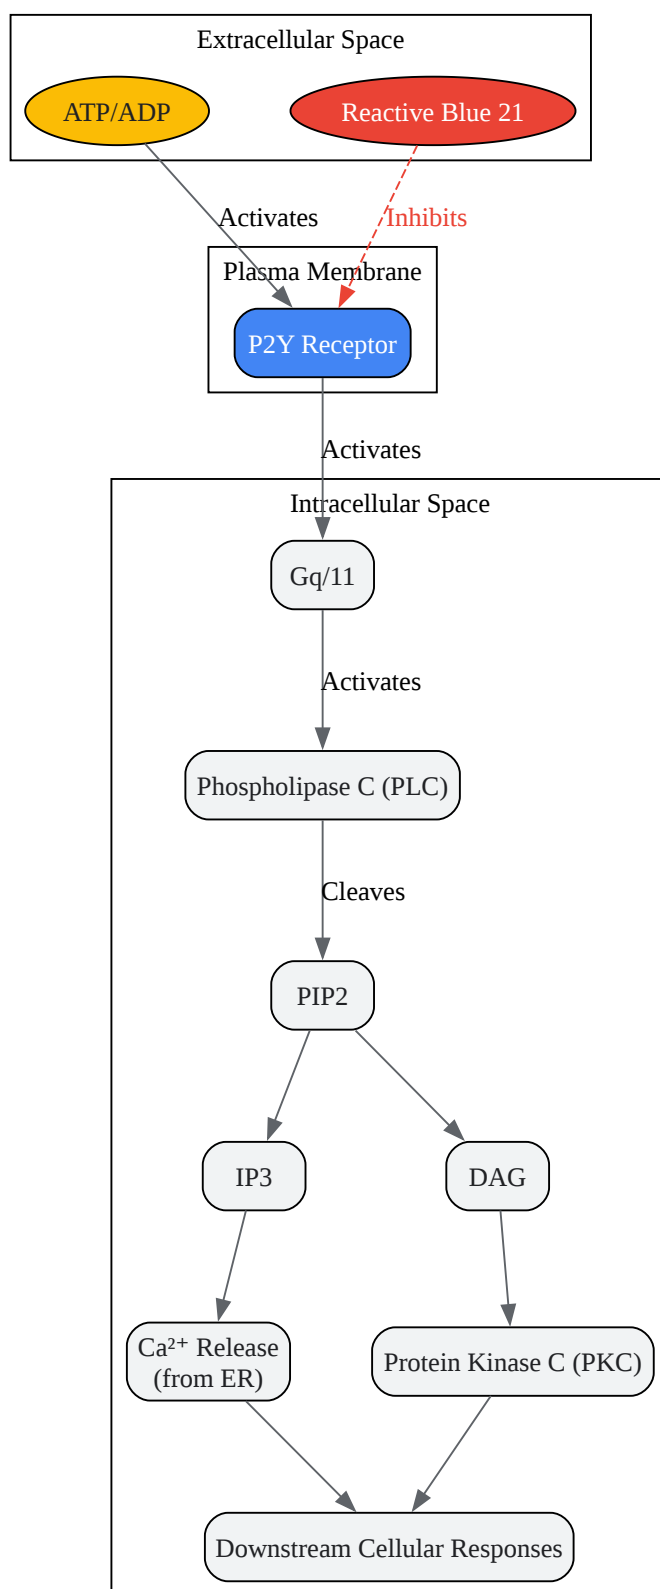 Extracellular Space
ATP/ADP
Reactive Blue 21
Activates
Inhibits
Plasma Membrane
P2Y Receptor
Activates
Intracellular Space
Gq/11
Activates
Phospholipase C (PLC)
Cleaves
PIP2
IP3
DAG
Ca²⁺ Release
(from ER)
Protein Kinase C (PKC)
Downstream Cellular Responses